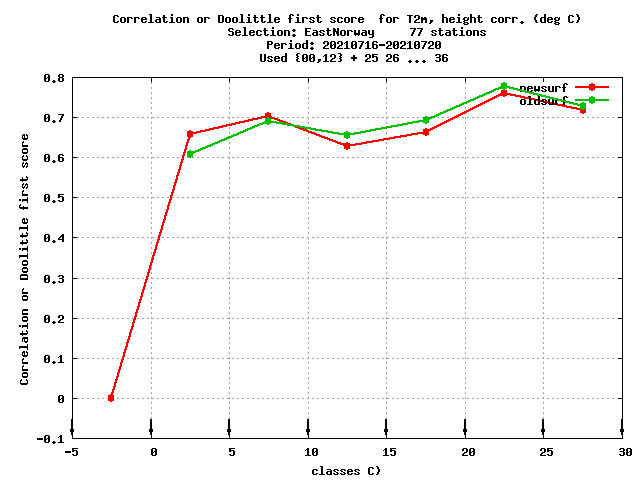 Correlation or Doolittle first score  for T2m, height corr. (deg C)
Selection: EastNorway     77 stations
Period: 20210716-20210720
Used {00,12} + 25 26 ... 36
newsurf
oldsurf
Correlation or Doolittle first score
0.8
0.7
0.6
0.5
0.4
0.3
0.2
0.1
0
-0.1
-5 0 5 10 15 20 25 30
classes C)